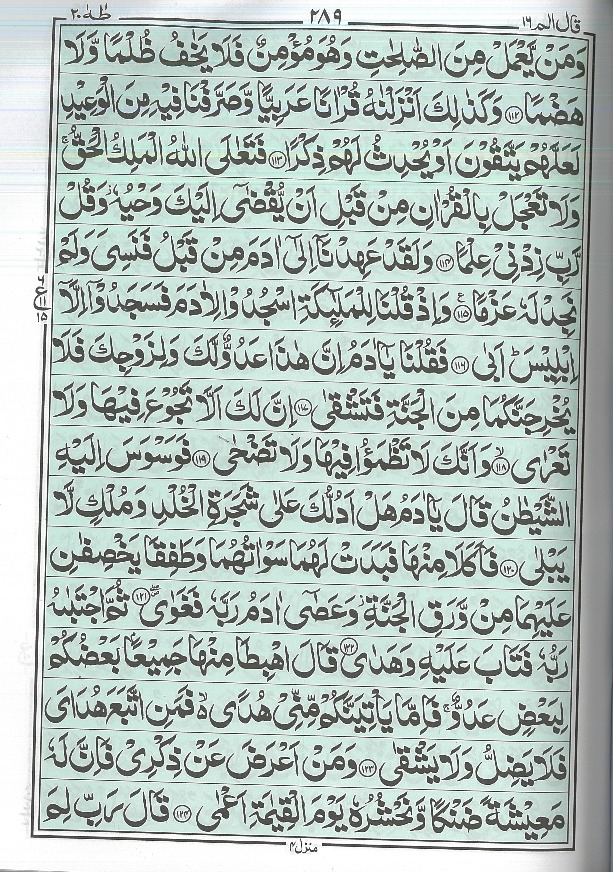 قال الم ١٦
٢٨٩
طٰهٰ ٢٠
وَمَنْ يَّعْمَلْ مِنَ الصّٰلِحٰتِ وَهُوَ مُؤْمِنٌ فَلَا يَخٰفُ ظُلْمًا وَّلَا
هَضْمًا ﴿١١٢﴾ وَكَذٰلِكَ اَنْزَلْنٰهُ قُرْاٰنًا عَرَبِيًّا وَّصَرَّفْنَا فِيْهِ مِنَ الْوَعِيْدِ
لَعَلَّهُمْ يَتَّقُوْنَ اَوْ يُحْدِثُ لَهُمْ ذِكْرًا ﴿١١٣﴾ فَتَعٰلَى اللّٰهُ الْمَلِكُ الْحَقُّ ۚ
وَلَا تَعْجَلْ بِالْقُرْاٰنِ مِنْ قَبْلِ اَنْ يُّقْضٰٓى اِلَيْكَ وَحْيُهٗ ؗ وَقُلْ
رَّبِّ زِدْنِيْ عِلْمًا ﴿١١٤﴾ وَلَقَدْ عَهِدْنَاۤ اِلٰٓى اٰدَمَ مِنْ قَبْلُ فَنَسِيَ وَلَمْ
نَجِدْ لَهٗ عَزْمًا ﴿١١٥﴾ ع وَاِذْ قُلْنَا لِلْمَلٰٓئِكَةِ اسْجُدُوْا لِاٰدَمَ فَسَجَدُوْۤا اِلَّاۤ
اِبْلِيْسَ ؕ اَبٰى ﴿١١٦﴾ فَقُلْنَا يٰۤاٰدَمُ اِنَّ هٰذَا عَدُوٌّ لَّكَ وَلِزَوْجِكَ فَلَا
يُخْرِجَنَّكُمَا مِنَ الْجَنَّةِ فَتَشْقٰى ﴿١١٧﴾ اِنَّ لَكَ اَلَّا تَجُوْعَ فِيْهَا وَلَا
تَعْرٰى ﴿١١٨﴾ ۙ وَاَنَّكَ لَا تَظْمَؤُا فِيْهَا وَلَا تَضْحٰى ﴿١١٩﴾ فَوَسْوَسَ اِلَيْهِ
الشَّيْطٰنُ قَالَ يٰۤاٰدَمُ هَلْ اَدُلُّكَ عَلٰى شَجَرَةِ الْخُلْدِ وَمُلْكٍ لَّا
يَبْلٰى ﴿١٢٠﴾ فَاَكَلَا مِنْهَا فَبَدَتْ لَهُمَا سَوْاٰتُهُمَا وَطَفِقَا يَخْصِفٰنِ
عَلَيْهِمَا مِنْ وَّرَقِ الْجَنَّةِ ؗ وَعَصٰٓى اٰدَمُ رَبَّهٗ فَغَوٰى ﴿١٢١﴾ ثُمَّ اجْتَبٰىهُ
رَبُّهٗ فَتَابَ عَلَيْهِ وَهَدٰى ﴿١٢٢﴾ قَالَ اهْبِطَا مِنْهَا جَمِيْعًۢا بَعْضُكُمْ
لِبَعْضٍ عَدُوٌّ ۚ فَاِمَّا يَاْتِيَنَّكُمْ مِّنِّيْ هُدًى ۙ٥ فَمَنِ اتَّبَعَ هُدَايَ
فَلَا يَضِلُّ وَلَا يَشْقٰى ﴿١٢٣﴾ وَمَنْ اَعْرَضَ عَنْ ذِكْرِيْ فَاِنَّ لَهٗ
مَعِيْشَةً ضَنْكًا وَّنَحْشُرُهٗ يَوْمَ الْقِيٰمَةِ اَعْمٰى ﴿١٢٤﴾ قَالَ رَبِّ لِمَ
منزل ٤